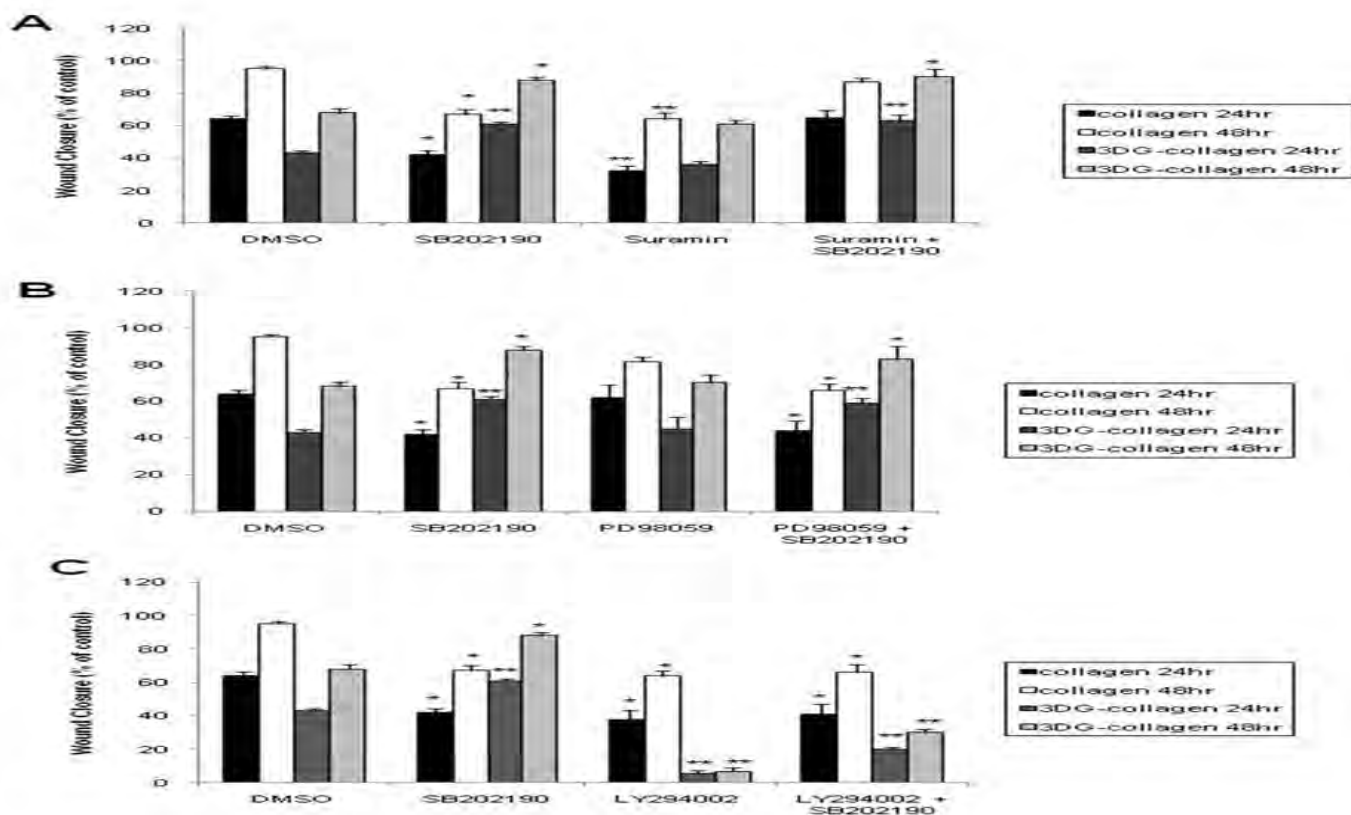 A
Wound Closure (% of control)
120
100
80
60
40
20
0
DMSO
SB202190
Suramin
Suramin +
SB202190
collagen 24hr
collagen 48hr
3DG-collagen 24hr
3DG-collagen 48hr
B
Wound Closure (% of control)
120
100
80
60
40
20
0
DMSO
SB202190
PD98059
PD98059 +
SB202190
collagen 24hr
collagen 48hr
3DG-collagen 24hr
3DG-collagen 48hr
C
Wound Closure (% of control)
120
100
80
60
40
20
0
DMSO
SB202190
LY294002
LY294002 +
SB202190
collagen 24hr
collagen 48hr
3DG-collagen 24hr
3DG-collagen 48hr